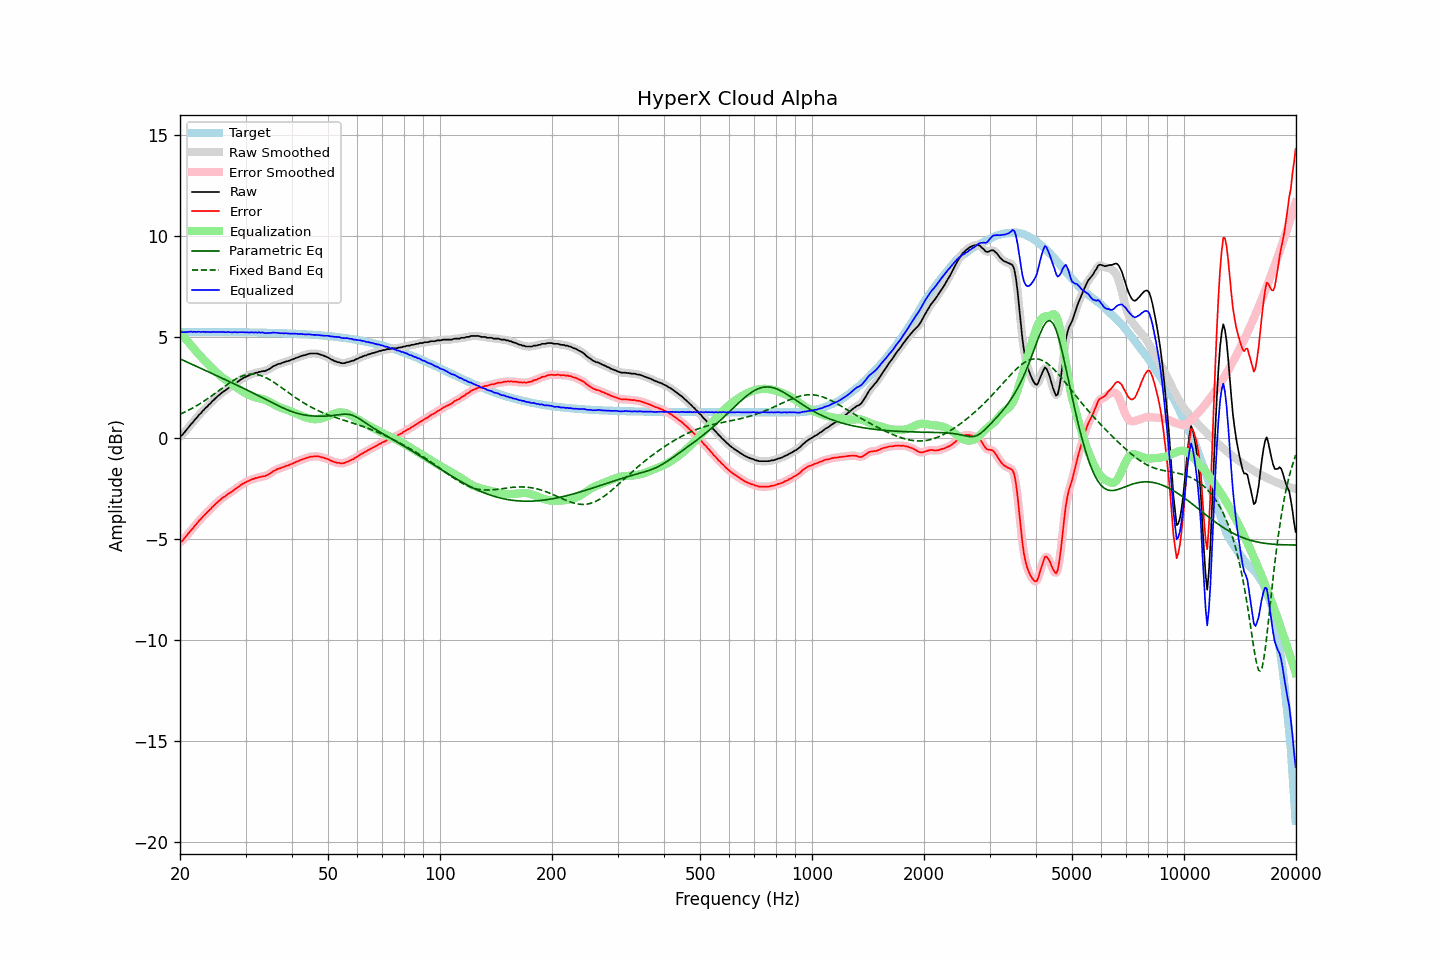 HyperX Cloud Alpha
Target
Raw Smoothed
Error Smoothed
Raw
Error
Equalization
Parametric Eq
Fixed Band Eq
Equalized
15
10
5
0
−5
−10
−15
−20
Amplitude (dBr)
20 50 100 200 500 1000 2000 5000 10000 20000
Frequency (Hz)